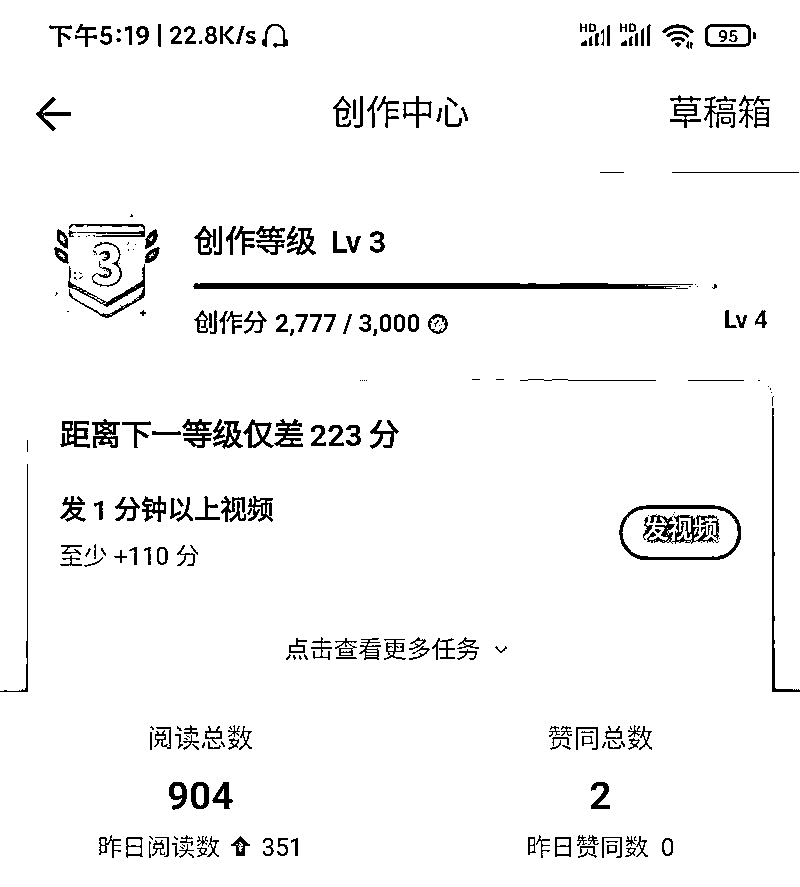 下午5:19 | 22.8K/s HD HD 95
创作中心 草稿箱
3
创作等级 Lv 3
创作分 2,777 / 3,000 Lv 4
距离下一等级仅差 223 分
发 1 分钟以上视频
至少 +110 分
发视频
点击查看更多任务
阅读总数 赞同总数
904 2
昨日阅读数 351 昨日赞同数 0